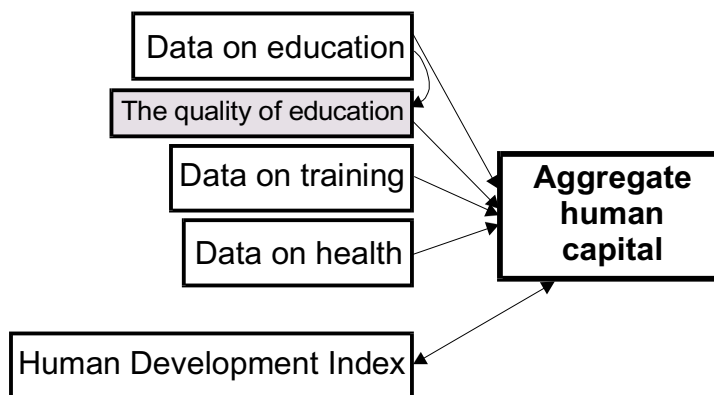 Data on education
The quality of education
Data on training
Data on health
Aggregate
human
capital
Human Development Index